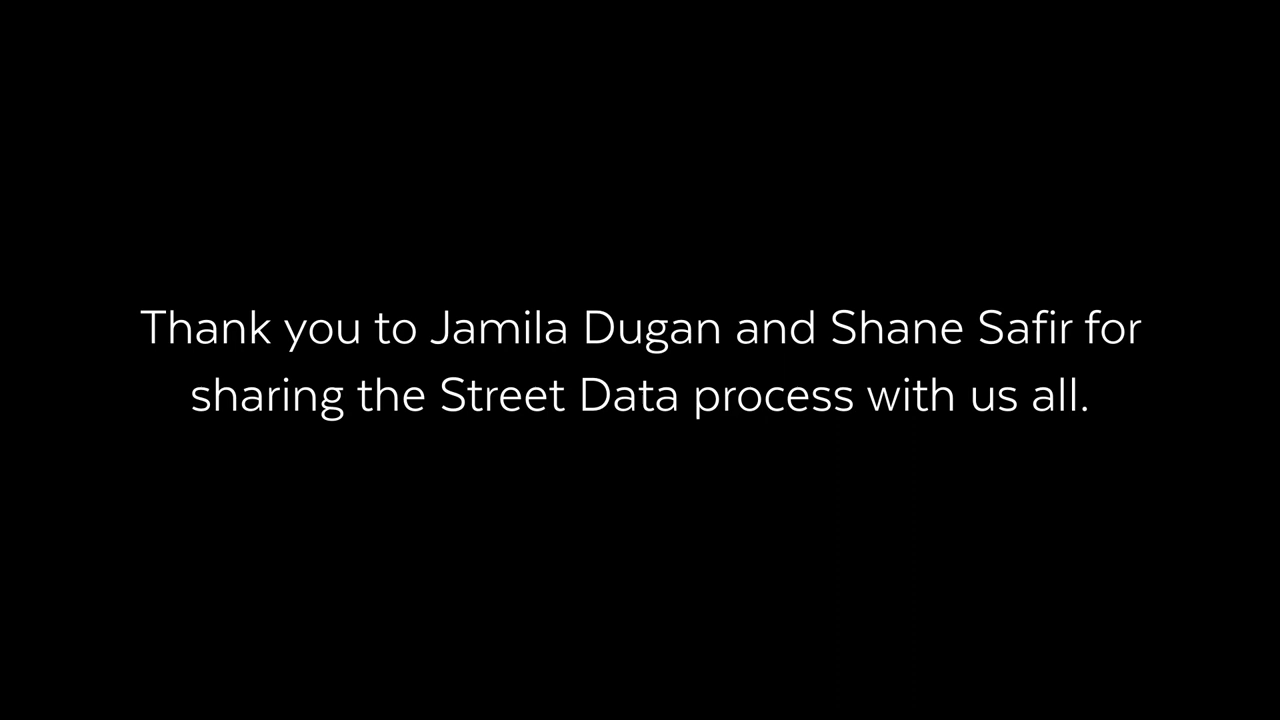 Thank you to Jamila Dugan and Shane Safir for
sharing the Street Data process with us all.